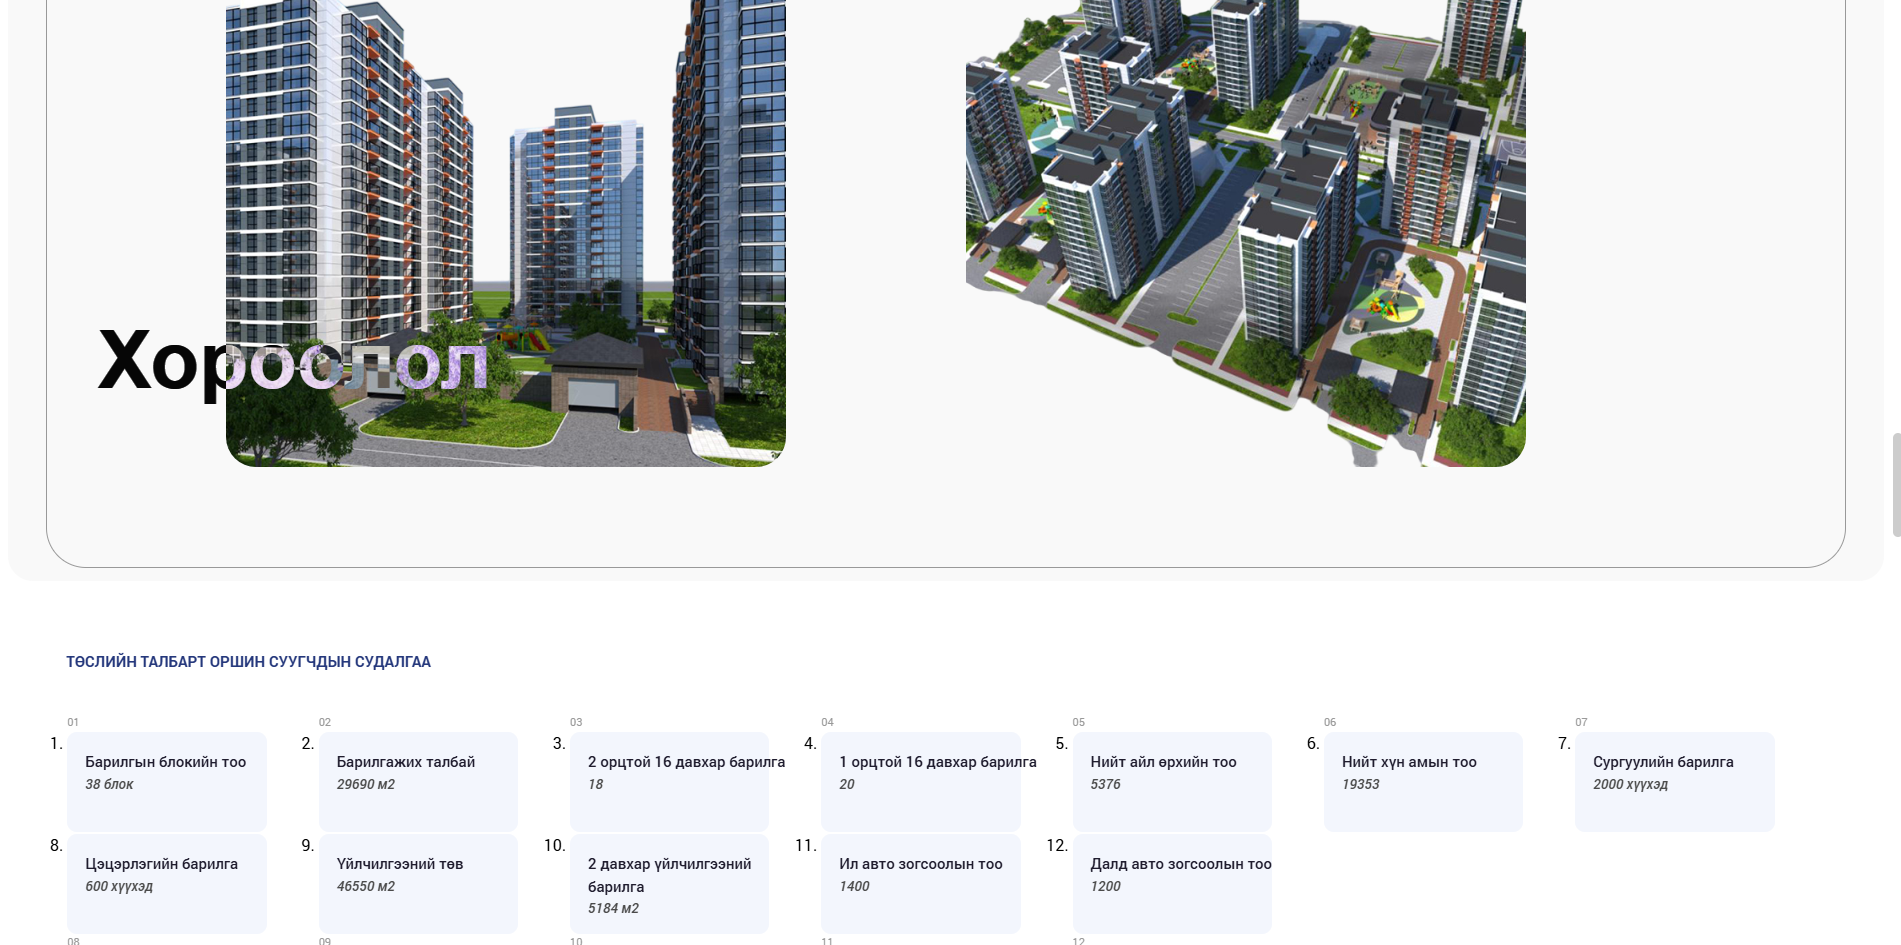 Хороолол
ТӨСЛИЙН ТАЛБАРТ ОРШИН СУУГЧДЫН СУДАЛГАА
01
1. Барилгын блокийн тоо
38 блок
02
2. Барилгажих талбай
29690 м2
03
3. 2 орцтой 16 давхар барилга
18
04
4. 1 орцтой 16 давхар барилга
20
05
5. Нийт айл өрхийн тоо
5376
06
6. Нийт хүн амын тоо
19353
07
7. Сургуулийн барилга
2000 хүүхэд
8. Цэцэрлэгийн барилга
600 хүүхэд
9. Үйлчилгээний төв
46550 м2
10. 2 давхар үйлчилгээний
барилга
5184 м2
11. Ил авто зогсоолын тоо
1400
12. Далд авто зогсоолын тоо
1200
08
09
10
11
12